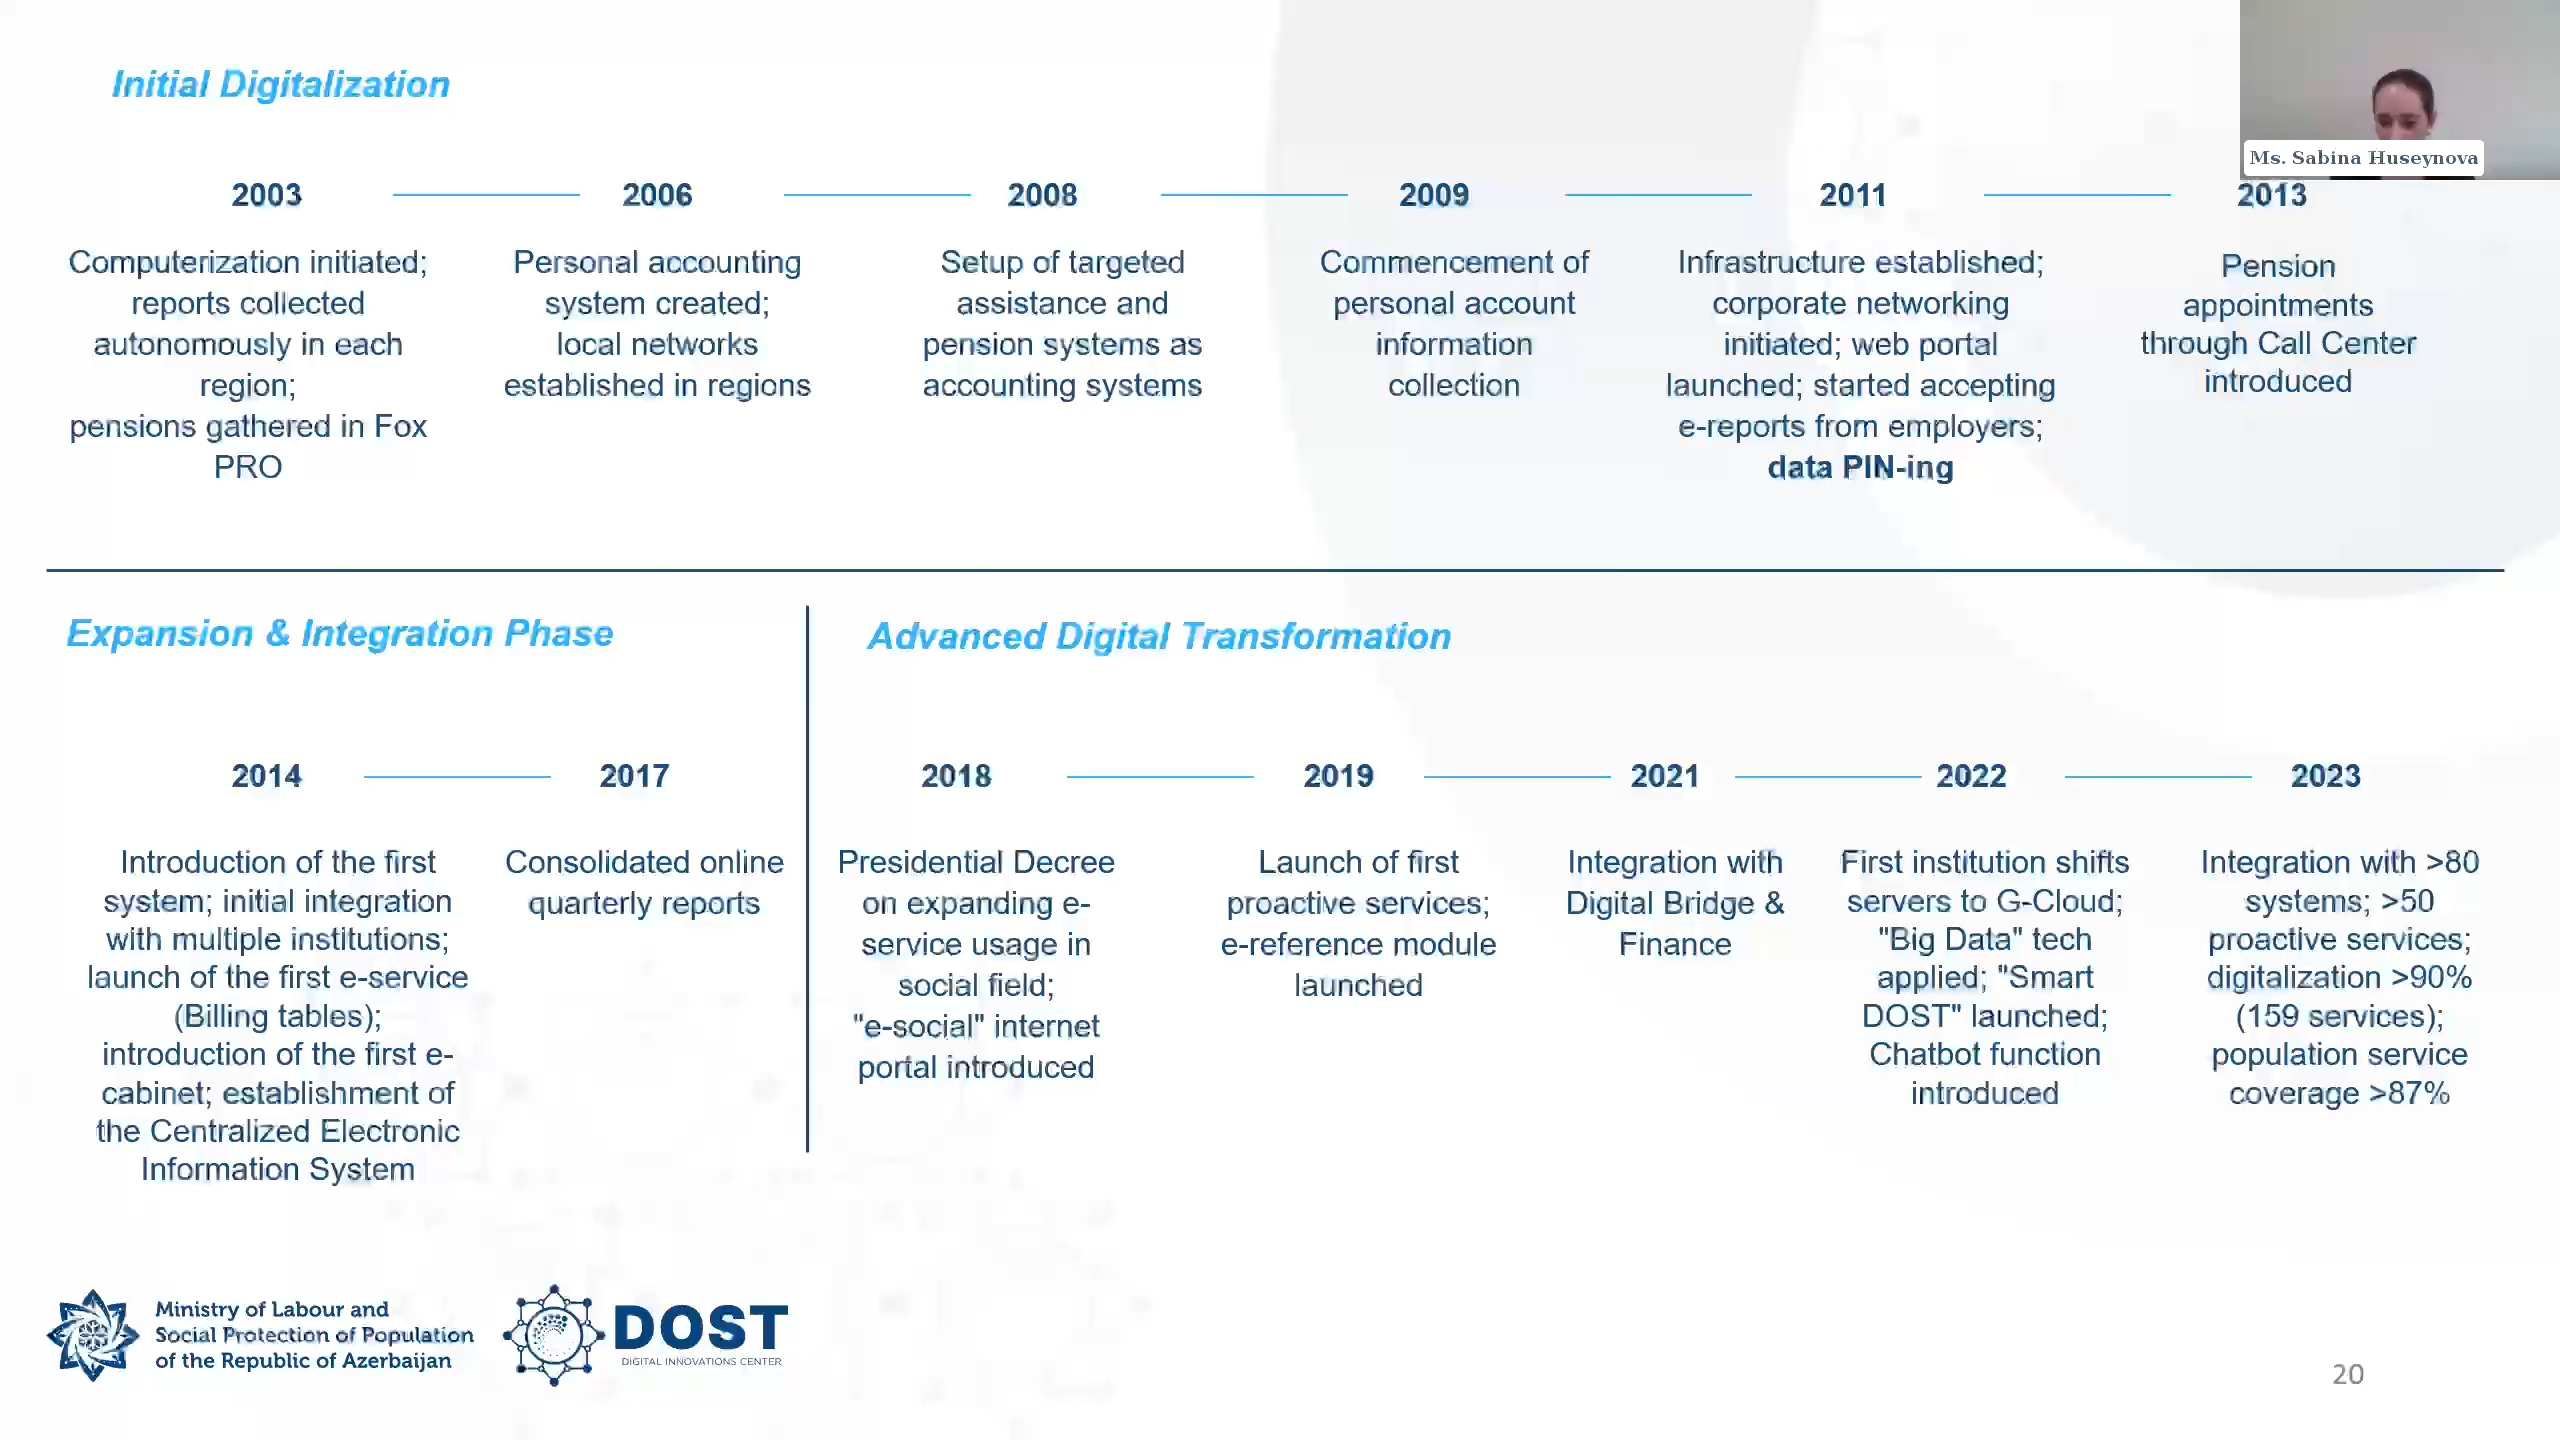 Initial Digitalization
Ms. Sabina Huseynova
2003
2006
2008
2009
2011
2013
Computerization initiated;
reports collected
autonomously in each
region;
pensions gathered in Fox
PRO
Personal accounting
system created;
local networks
established in regions
Setup of targeted
assistance and
pension systems as
accounting systems
Commencement of
personal account
information
collection
Infrastructure established;
corporate networking
initiated; web portal
launched; started accepting
e-reports from employers;
data PIN-ing
Pension
appointments
through Call Center
introduced
Expansion & Integration Phase
2014
2017
Introduction of the first
system; initial integration
with multiple institutions;
launch of the first e-service
(Billing tables);
introduction of the first e-
cabinet; establishment of
the Centralized Electronic
Information System
Consolidated online
quarterly reports
Advanced Digital Transformation
2018
2019
2021
2022
2023
Presidential Decree
on expanding e-
service usage in
social field;
"e-social" internet
portal introduced
Launch of first
proactive services;
e-reference module
launched
Integration with
Digital Bridge &
Finance
First institution shifts
servers to G-Cloud;
"Big Data" tech
applied; "Smart
DOST" launched;
Chatbot function
introduced
Integration with >80
systems; >50
proactive services;
digitalization >90%
(159 services);
population service
coverage >87%
Ministry of Labour and
Social Protection of Population
of the Republic of Azerbaijan
DOST
DIGITAL INNOVATIONS CENTER
20